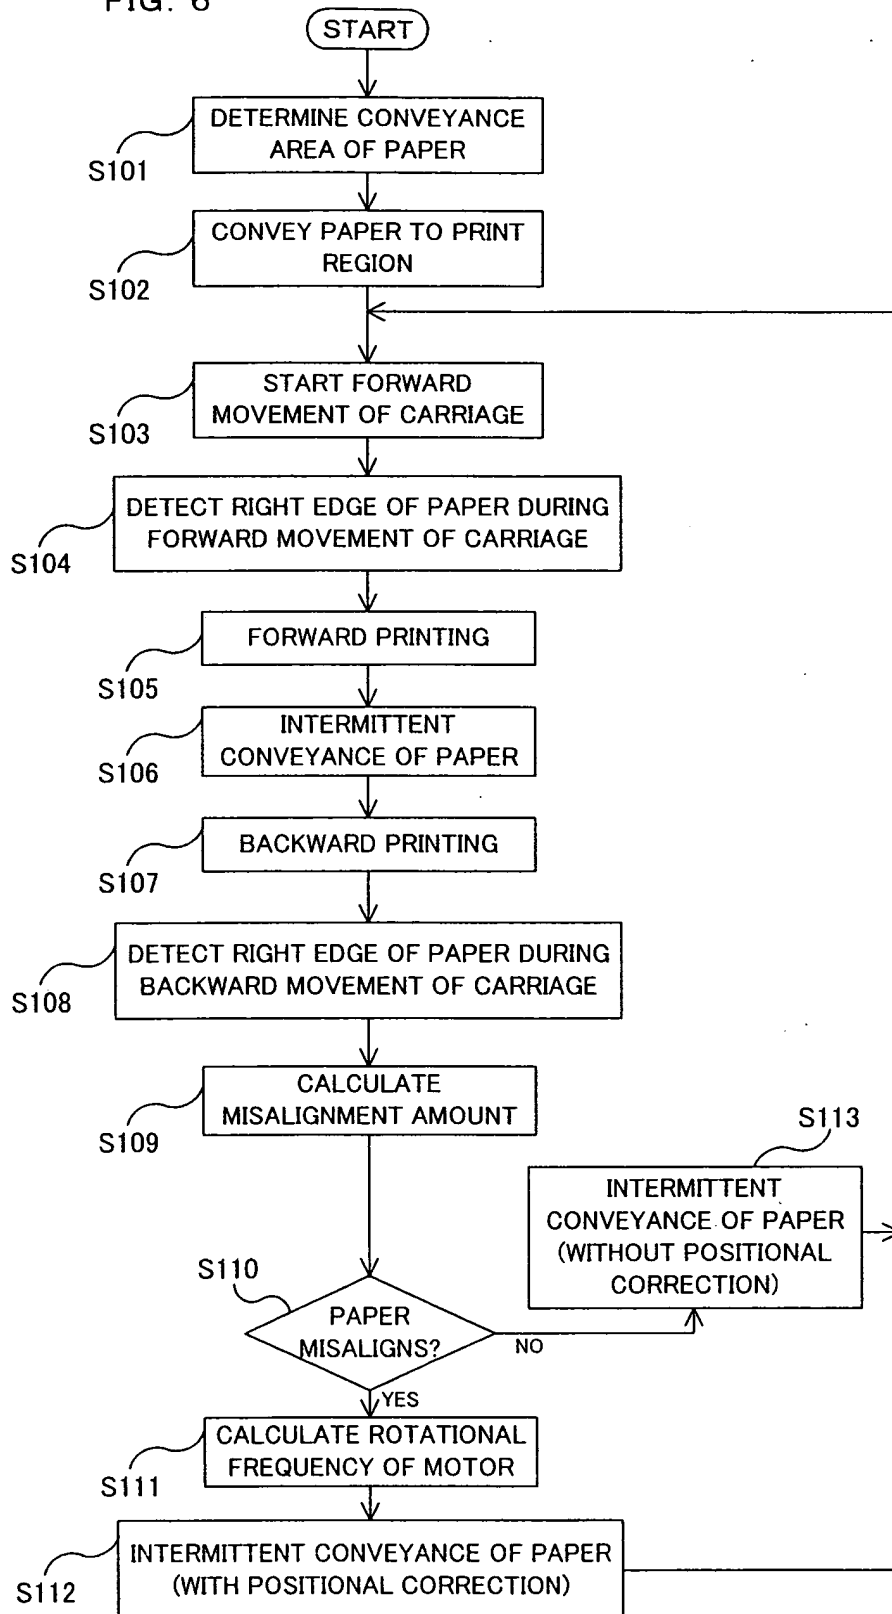 FIG. 6
START
DETERMINE CONVEYANCE
AREA OF PAPER
S101
CONVEY PAPER TO PRINT
REGION
S102
START FORWARD
MOVEMENT OF CARRIAGE
S103
DETECT RIGHT EDGE OF PAPER DURING
FORWARD MOVEMENT OF CARRIAGE
S104
FORWARD PRINTING
S105
INTERMITTENT
CONVEYANCE OF PAPER
S106
BACKWARD PRINTING
S107
DETECT RIGHT EDGE OF PAPER DURING
BACKWARD MOVEMENT OF CARRIAGE
S108
CALCULATE
MISALIGNMENT AMOUNT
S109
S113
INTERMITTENT
CONVEYANCE OF PAPER
(WITHOUT POSITIONAL
CORRECTION)
S110
PAPER
MISALIGNS?
NO
YES
CALCULATE ROTATIONAL
FREQUENCY OF MOTOR
S111
INTERMITTENT CONVEYANCE OF PAPER
(WITH POSITIONAL CORRECTION)
S112